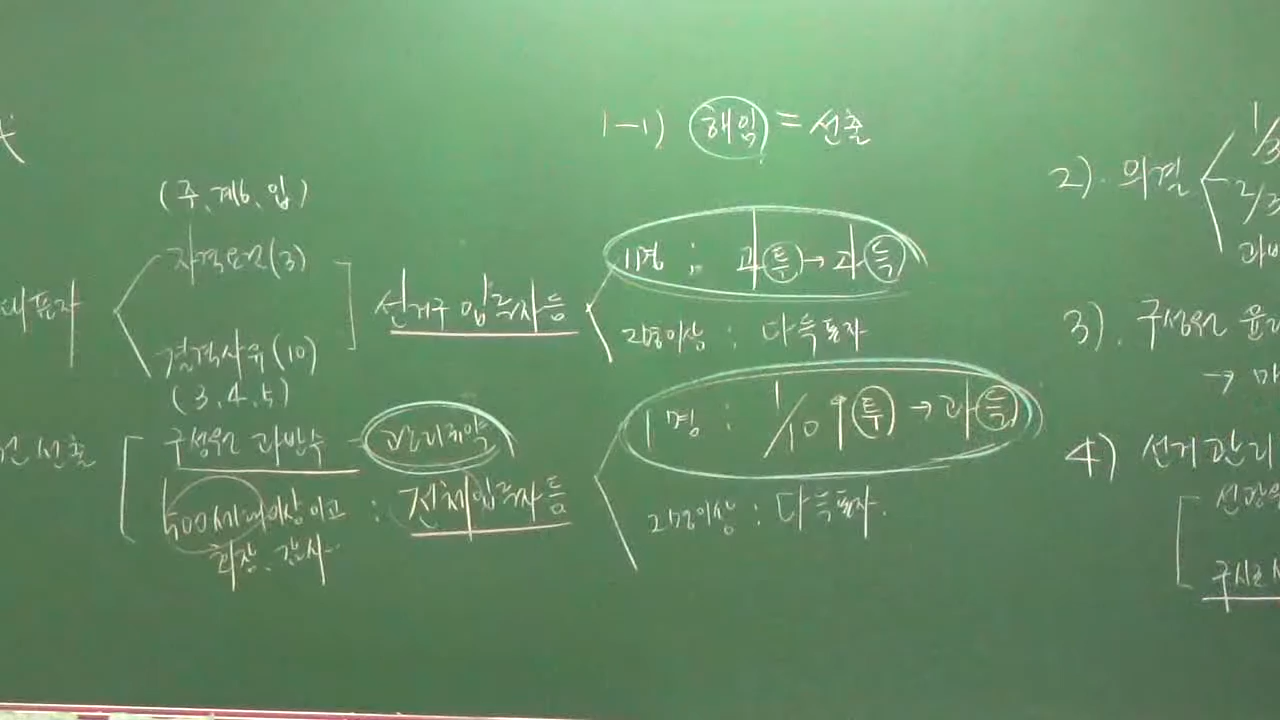 1-1) 해임 = 선출
(주, 계6, 입)
자격요건(3)
대표자
결격사유(10)
(3, 4, 5)
선거구 입주자등
1명 : 과투→과득
2명이상 : 다득표자
선출
구성원 과반수
관리규약
500세대이상이고
회장, 감사
: 전체입주자등
1명 : 1/10↑투→과득
2명이상 : 다득표자
2). 의결
1/3
2/3
3). 구성원
→
4) 선거관리